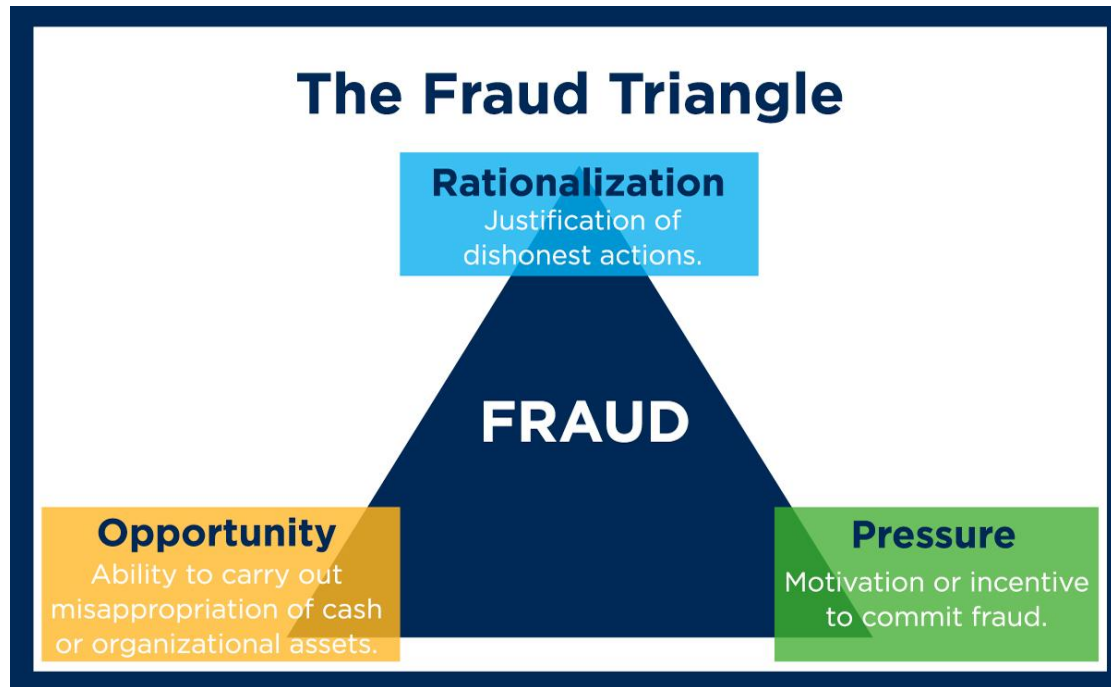 The Fraud Triangle
Rationalization
Justification of
dishonest actions.
FRAUD
Opportunity
Ability to carry out
misappropriation of cash
or organizational assets.
Pressure
Motivation or incentive
to commit fraud.